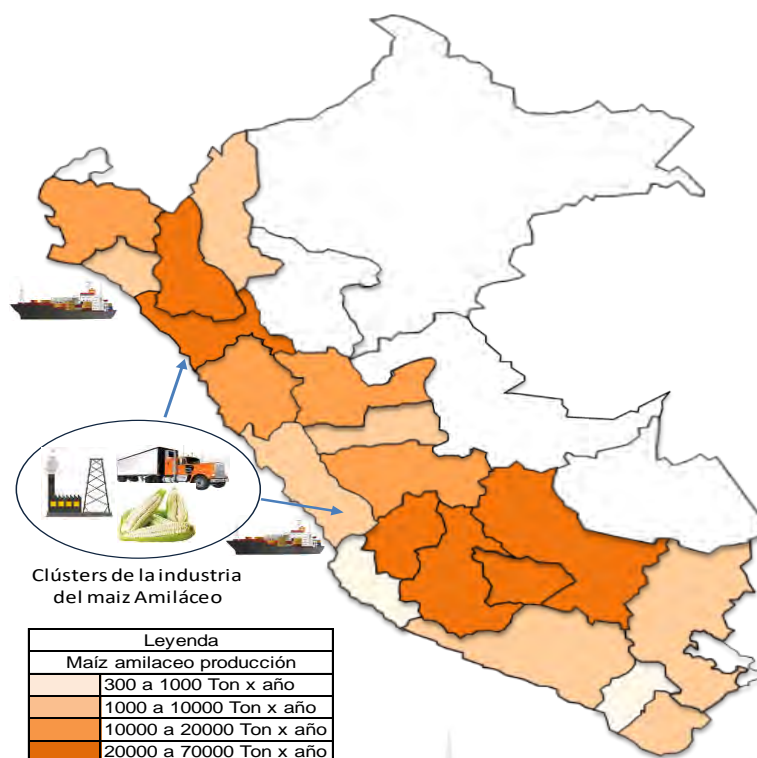 Clústers de la industria
del maiz Amiláceo
Leyenda
Maíz amilaceo producción
300 a 1000 Ton x año
1000 a 10000 Ton x año
10000 a 20000 Ton x año
20000 a 70000 Ton x año